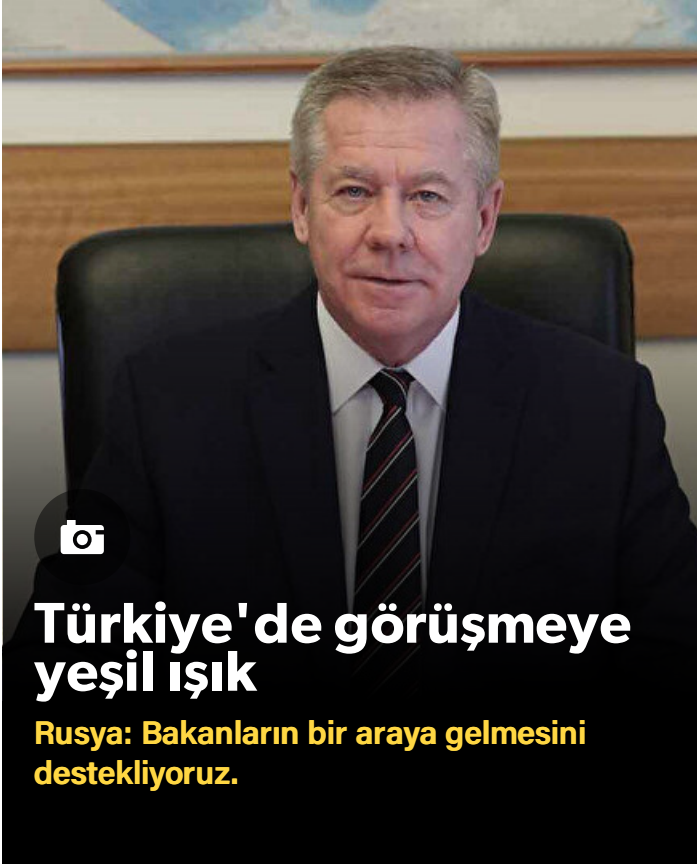 Türkiye'de görüşmeye
yeşil ışık
Rusya: Bakanların bir araya gelmesini
destekliyoruz.